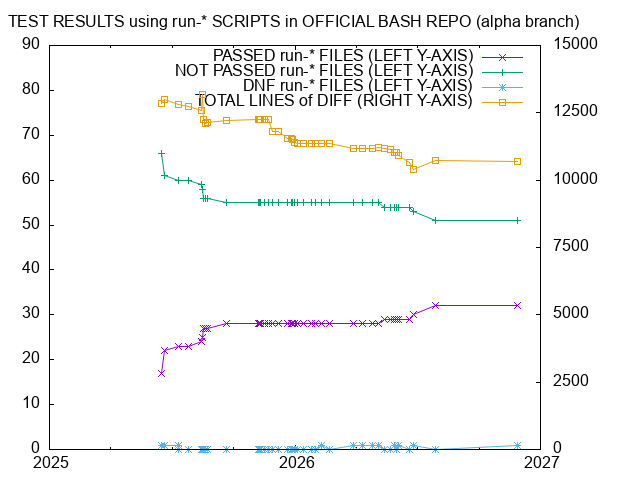 TEST RESULTS using run-* SCRIPTS in OFFICIAL BASH REPO (alpha branch)
90 15000
PASSED run-* FILES (LEFT Y-AXIS)
NOT PASSED run-* FILES (LEFT Y-AXIS)
DNF run-* FILES (LEFT Y-AXIS)
TOTAL LINES of DIFF (RIGHT Y-AXIS)
80
12500
70
60 10000
50
7500
40
30 5000
20
2500
10
0 0
2025 2026 2027